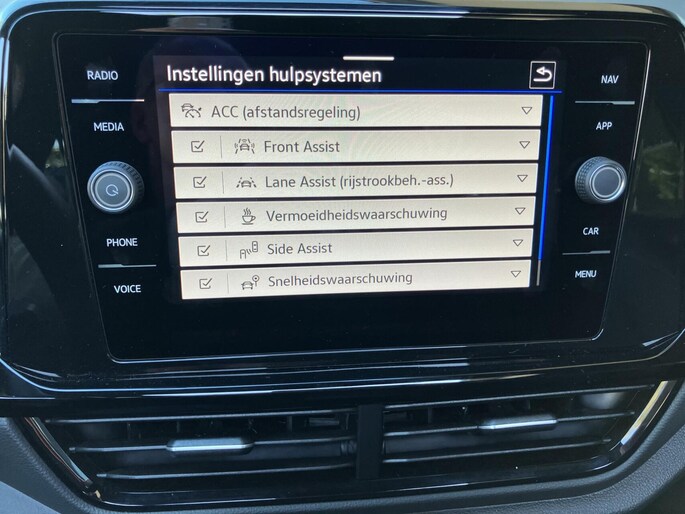 Instellingen hulpsystemen
RADIO
MEDIA
PHONE
VOICE
ACC (afstandsregeling)
Front Assist
Lane Assist (rijstrookbeh.-ass.)
Vermoeidheidswaarschuwing
Side Assist
Snelheidswaarschuwing
NAV
APP
CAR
MENU